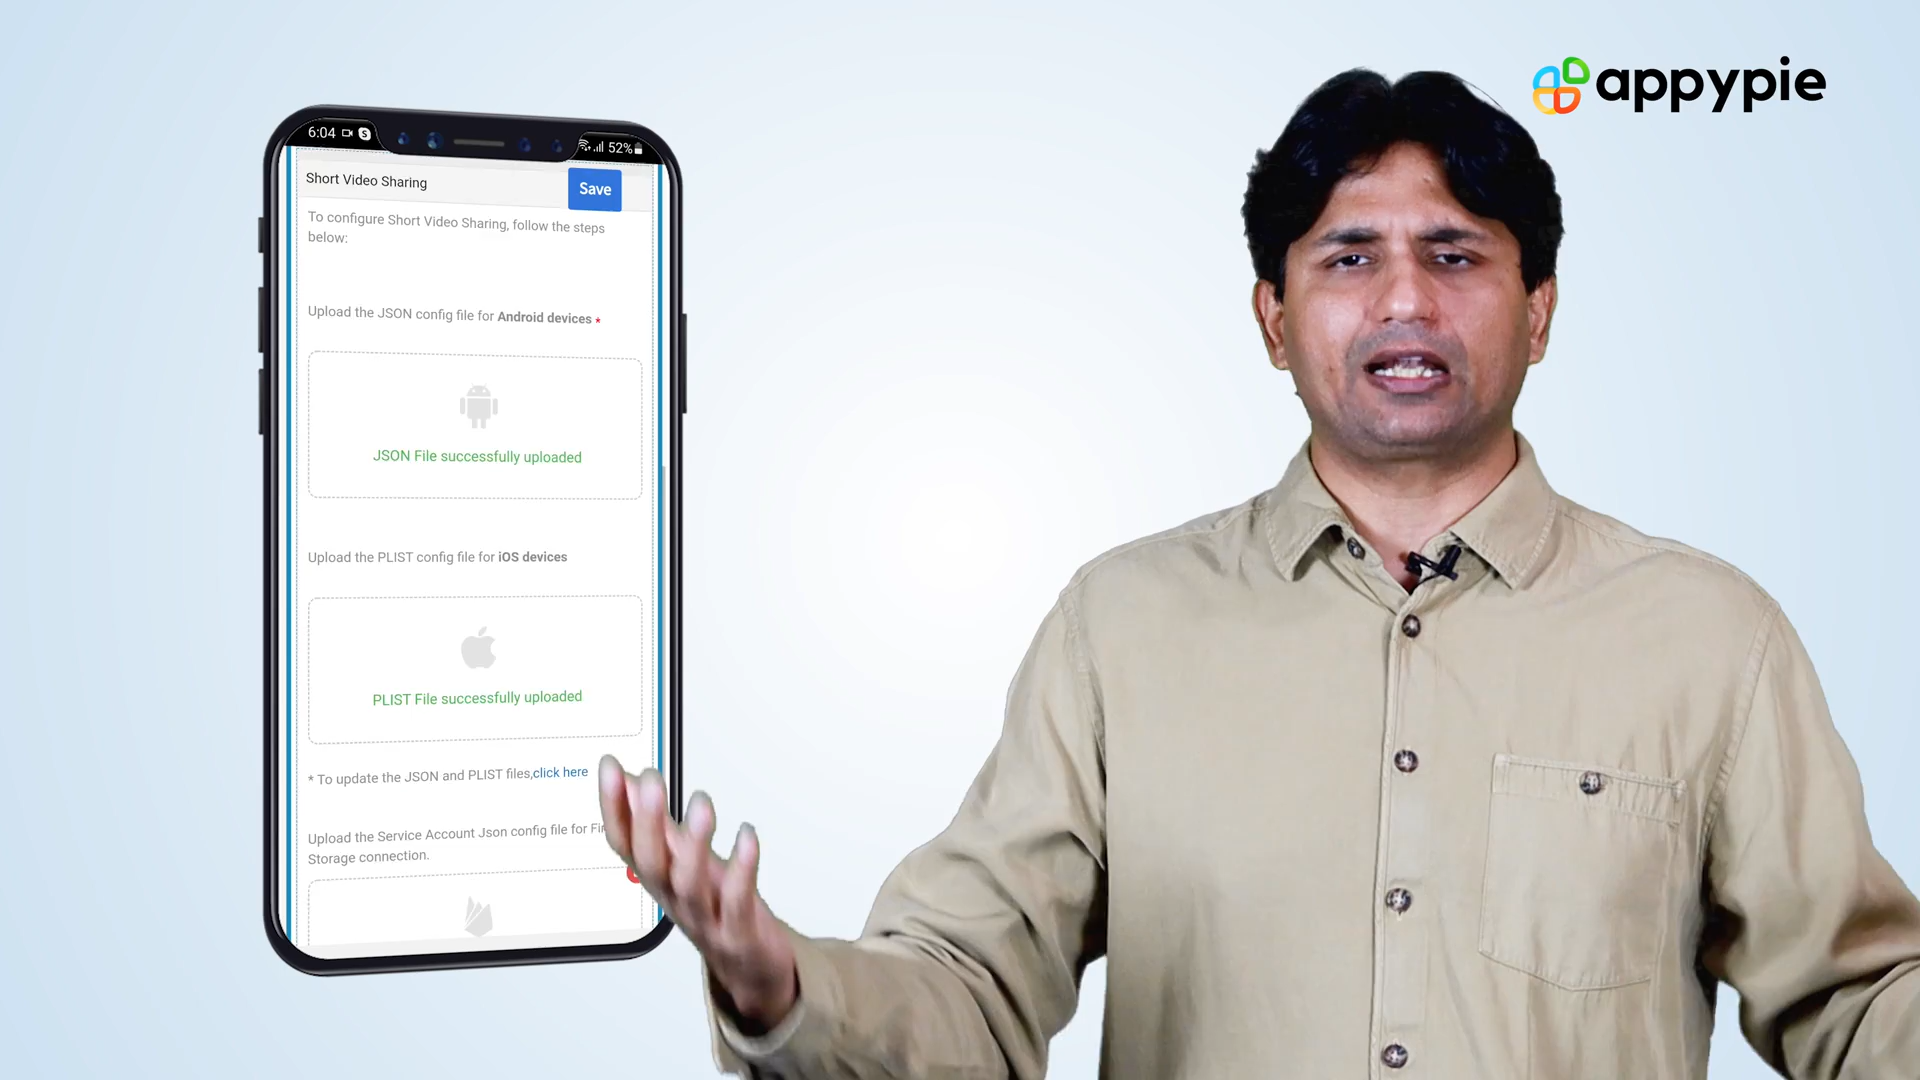 appypie
6:04
52%
Short Video Sharing
Save
To configure Short Video Sharing, follow the steps
below:
Upload the JSON config file for Android devices *
JSON File successfully uploaded
Upload the PLIST config file for iOS devices
PLIST File successfully uploaded
* To update the JSON and PLIST files,click here
Upload the Service Account Json config file for
Storage connection.